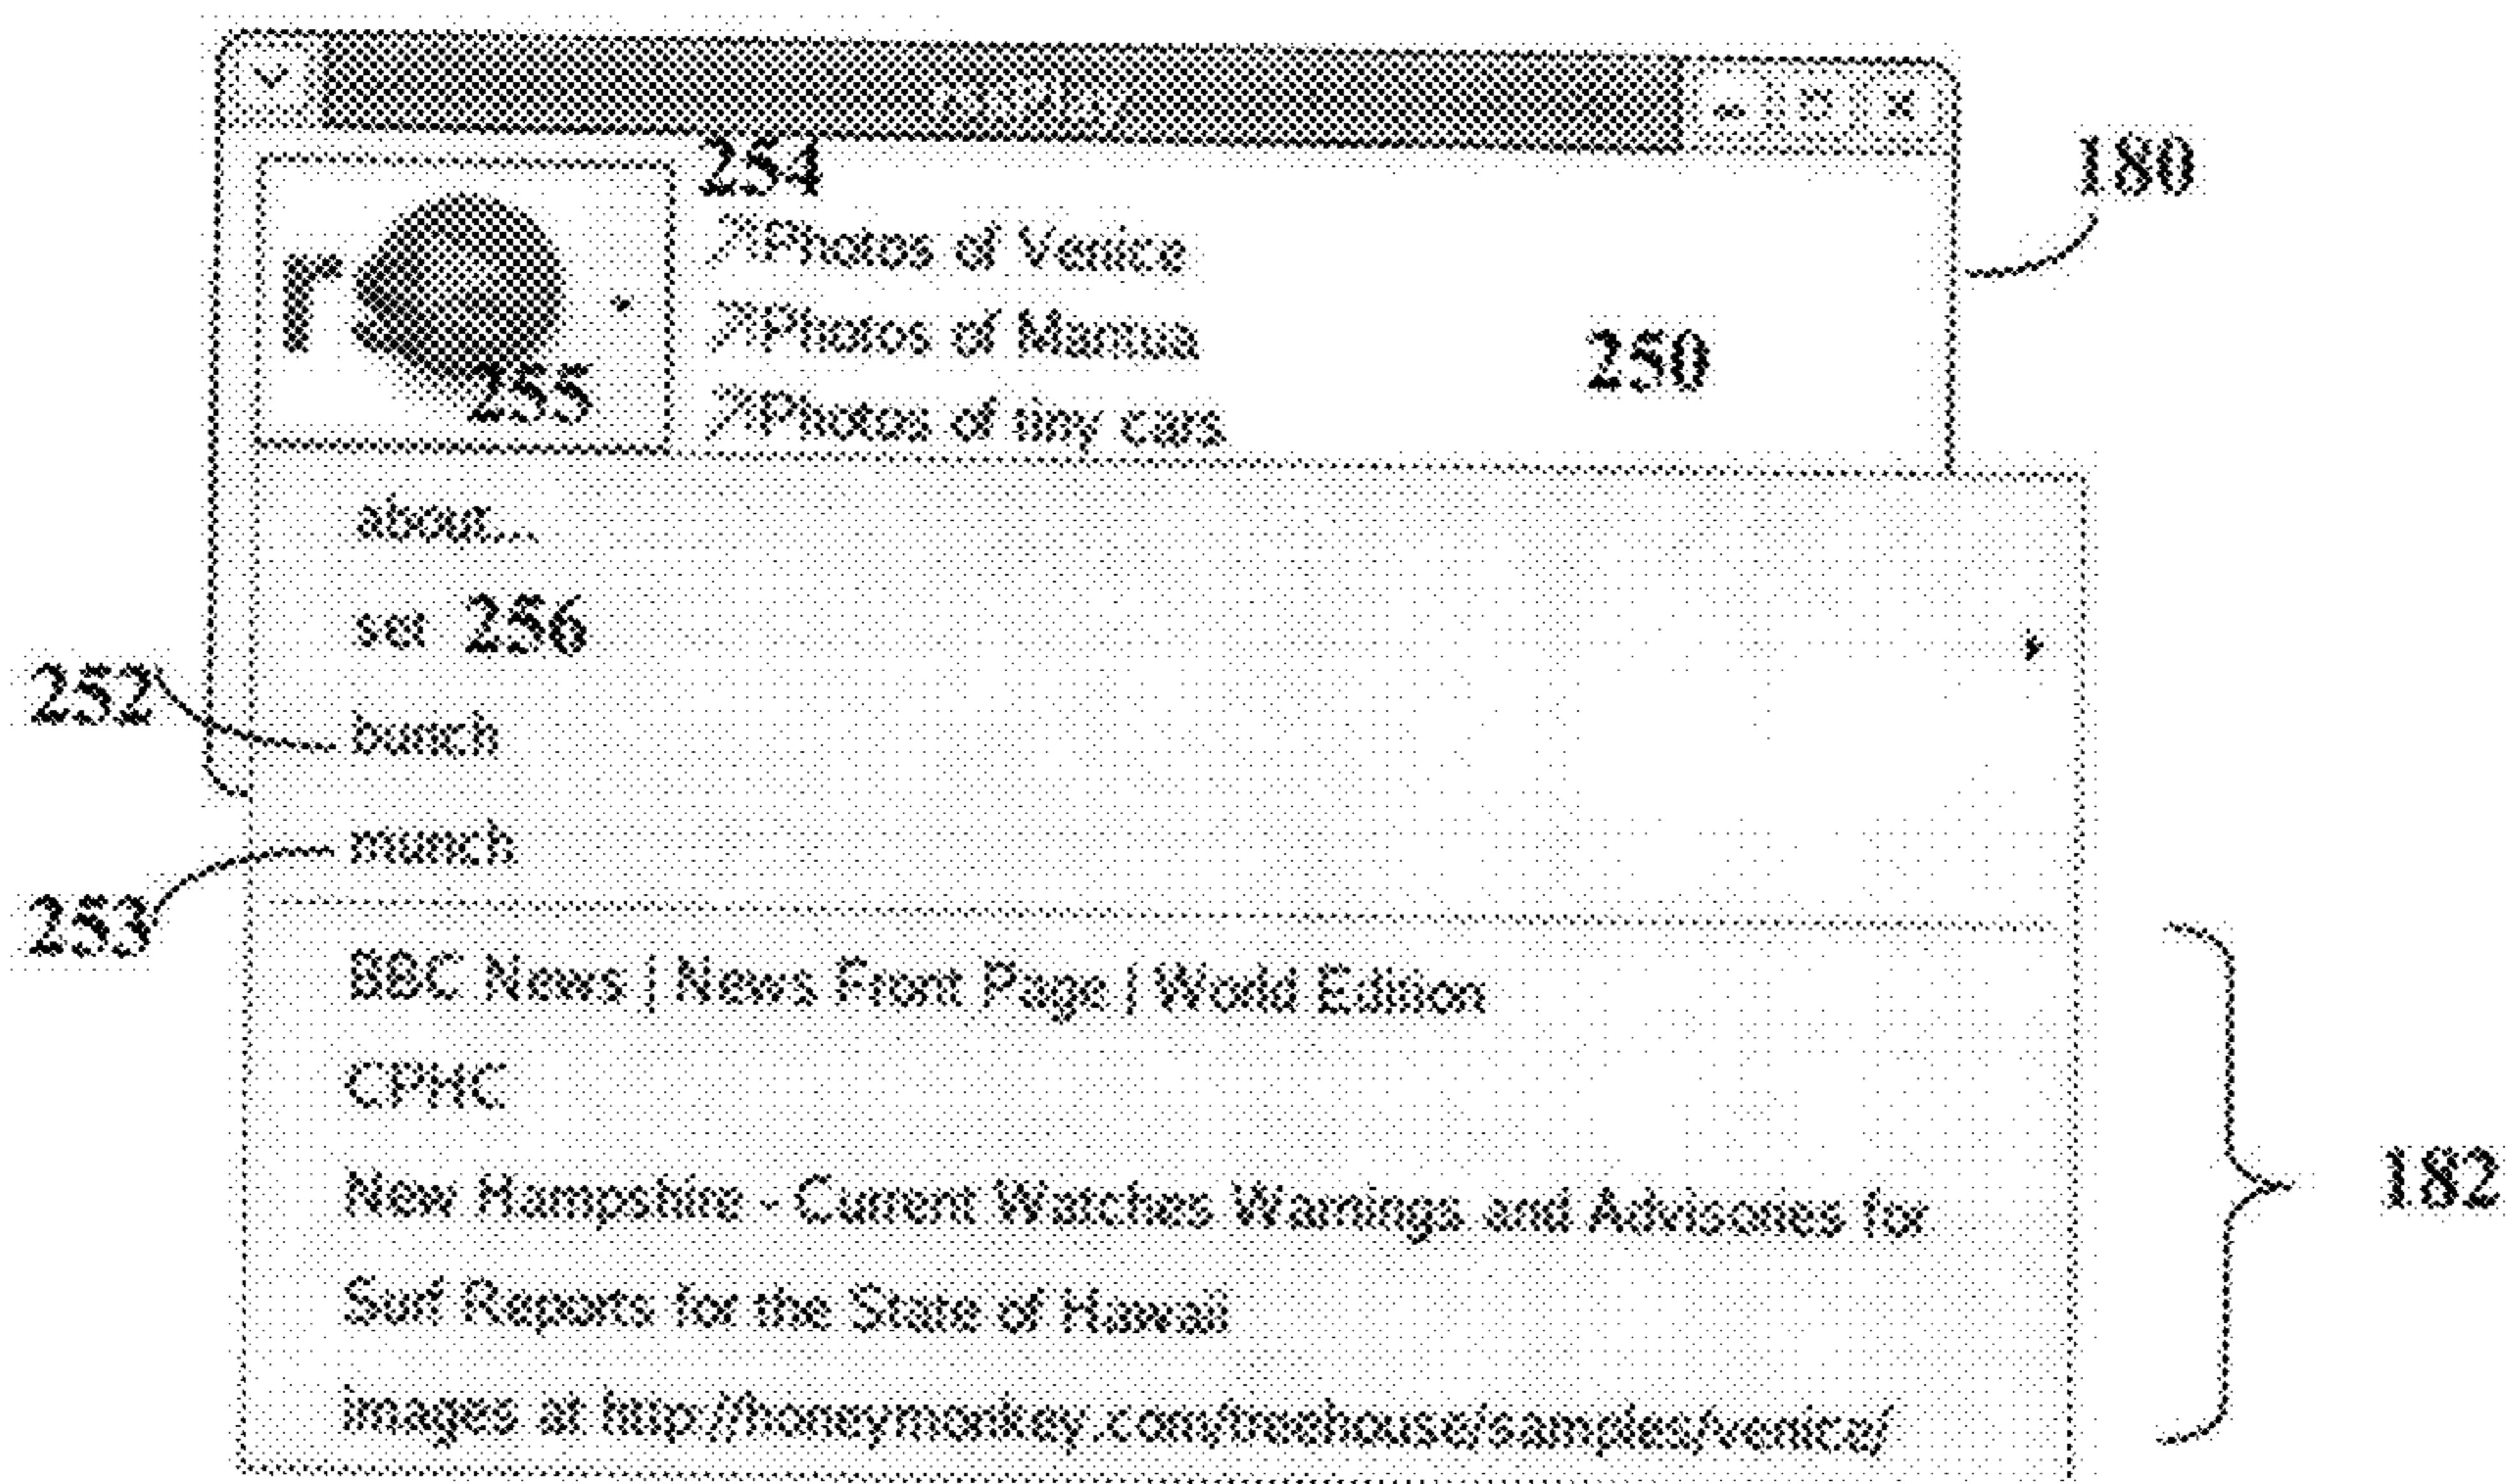 254
180
↗Photos of Venice
↗Photos of Mantua
250
r
255
↗Photos of tiny cars
about...
set 256
252
bunch
munch
253
BBC News | News Front Page | World Edition
CPHC
New Hampshire - Current Watches Warnings and Advisories for
182
Surf Reports for the State of Hawaii
Images at http://honeymonkey.com/treehouse/samples/venice/